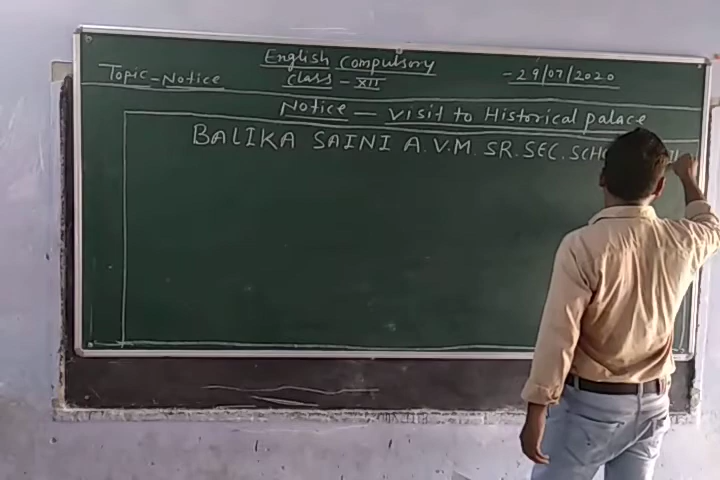 English Compulsory
Topic - Notice Class - XII - 29/07/2020
Notice - Visit to Historical palace
BALIKA SAINI A.V.M. SR. SEC.